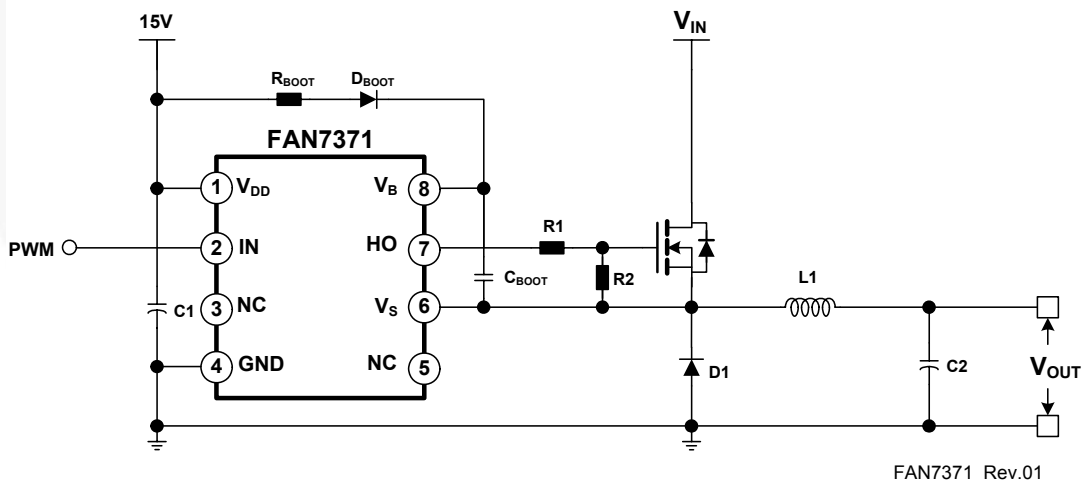 15V
V_IN
R_BOOT
D_BOOT
FAN7371
1 V_DD
V_B 8
PWM
2 IN
HO 7
R1
3 NC
C1
V_S 6
C_BOOT
R2
L1
4 GND
NC 5
D1
C2
V_OUT
FAN7371 Rev.01